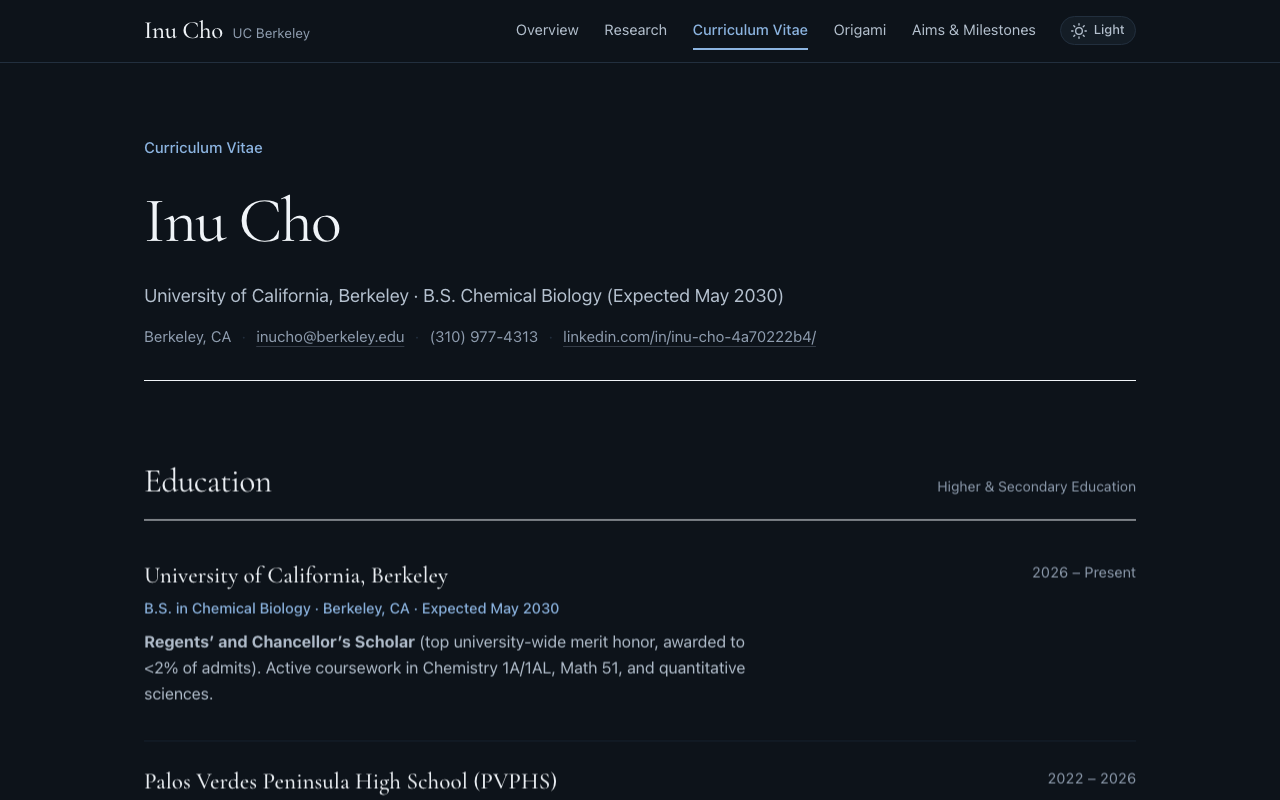 Inu Cho UC Berkeley Overview Research Curriculum Vitae Origami Aims & Milestones Light
Curriculum Vitae
Inu Cho
University of California, Berkeley · B.S. Chemical Biology (Expected May 2030)
Berkeley, CA · inucho@berkeley.edu · (310) 977-4313 · linkedin.com/in/inu-cho-4a70222b4/
Education Higher & Secondary Education
University of California, Berkeley 2026 – Present
B.S. in Chemical Biology · Berkeley, CA · Expected May 2030
Regents’ and Chancellor’s Scholar (top university-wide merit honor, awarded to
<2% of admits). Active coursework in Chemistry 1A/1AL, Math 51, and quantitative
sciences.
Palos Verdes Peninsula High School (PVPHS) 2022 – 2026